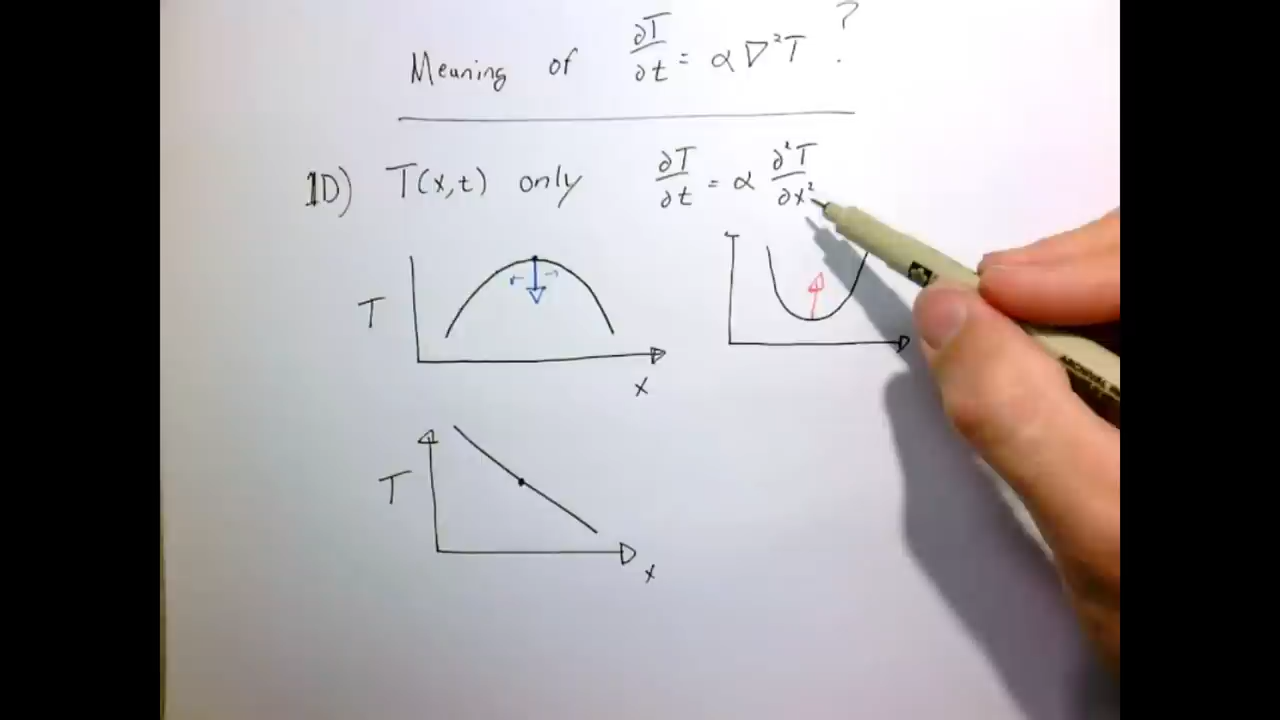 Meaning of ∂T/∂t = α∇²T ?
1D) T(x,t) only ∂T/∂t = α ∂²T/∂x²
T
x
T
x